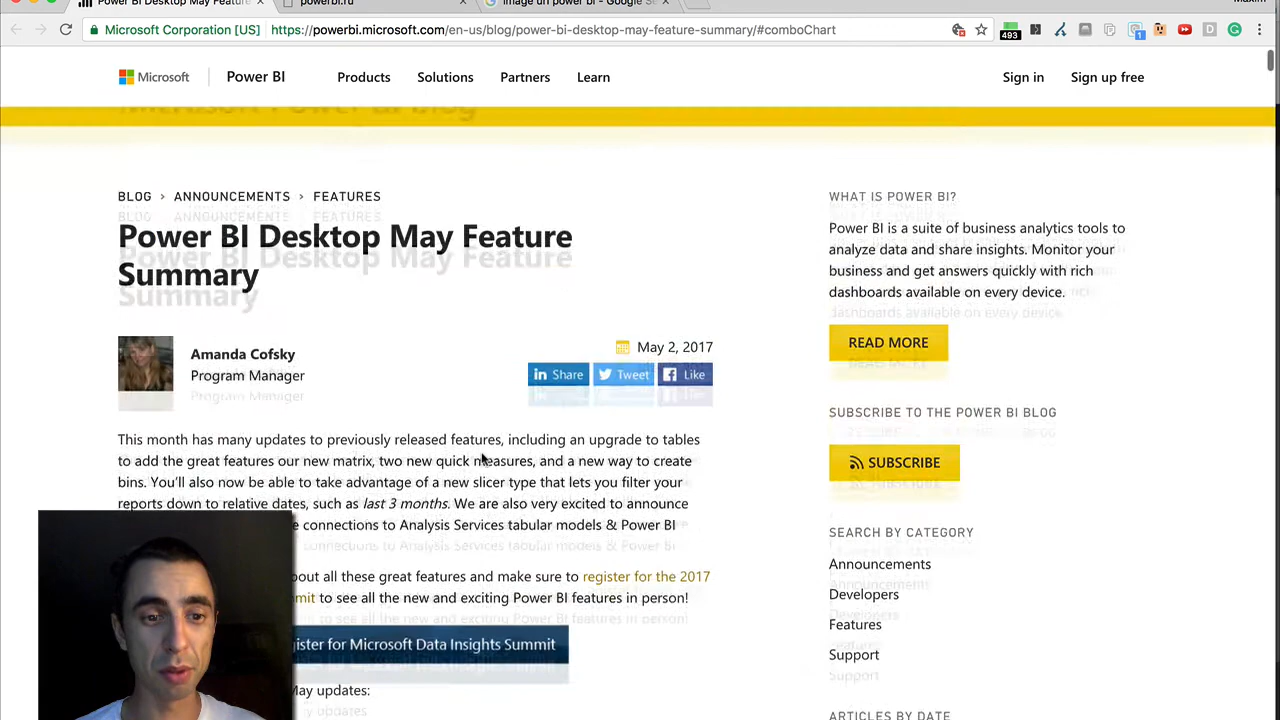 Power BI Desktop May Feature
powerbi.ru
image url power bi - Google Se
Maxim
Microsoft Corporation [US]
https://powerbi.microsoft.com/en-us/blog/power-bi-desktop-may-feature-summary/#comboChart
493
1
Microsoft
Power BI
Products
Solutions
Partners
Learn
Sign in
Sign up free
BLOG > ANNOUNCEMENTS > FEATURES
Power BI Desktop May Feature
Summary
Amanda Cofsky
Program Manager
May 2, 2017
in Share
Tweet
Like
This month has many updates to previously released features, including an upgrade to tables
to add the great features our new matrix, two new quick measures, and a new way to create
bins. You'll also now be able to take advantage of a new slicer type that lets you filter your
reports down to relative dates, such as last 3 months. We are also very excited to announce
connections to Analysis Services tabular models & Power BI
about all these great features and make sure to register for the 2017
to see all the new and exciting Power BI features in person!
Register for Microsoft Data Insights Summit
May updates:
WHAT IS POWER BI?
Power BI is a suite of business analytics tools to
analyze data and share insights. Monitor your
business and get answers quickly with rich
dashboards available on every device.
READ MORE
SUBSCRIBE TO THE POWER BI BLOG
SUBSCRIBE
SEARCH BY CATEGORY
Announcements
Developers
Features
Support
ARTICLES BY DATE